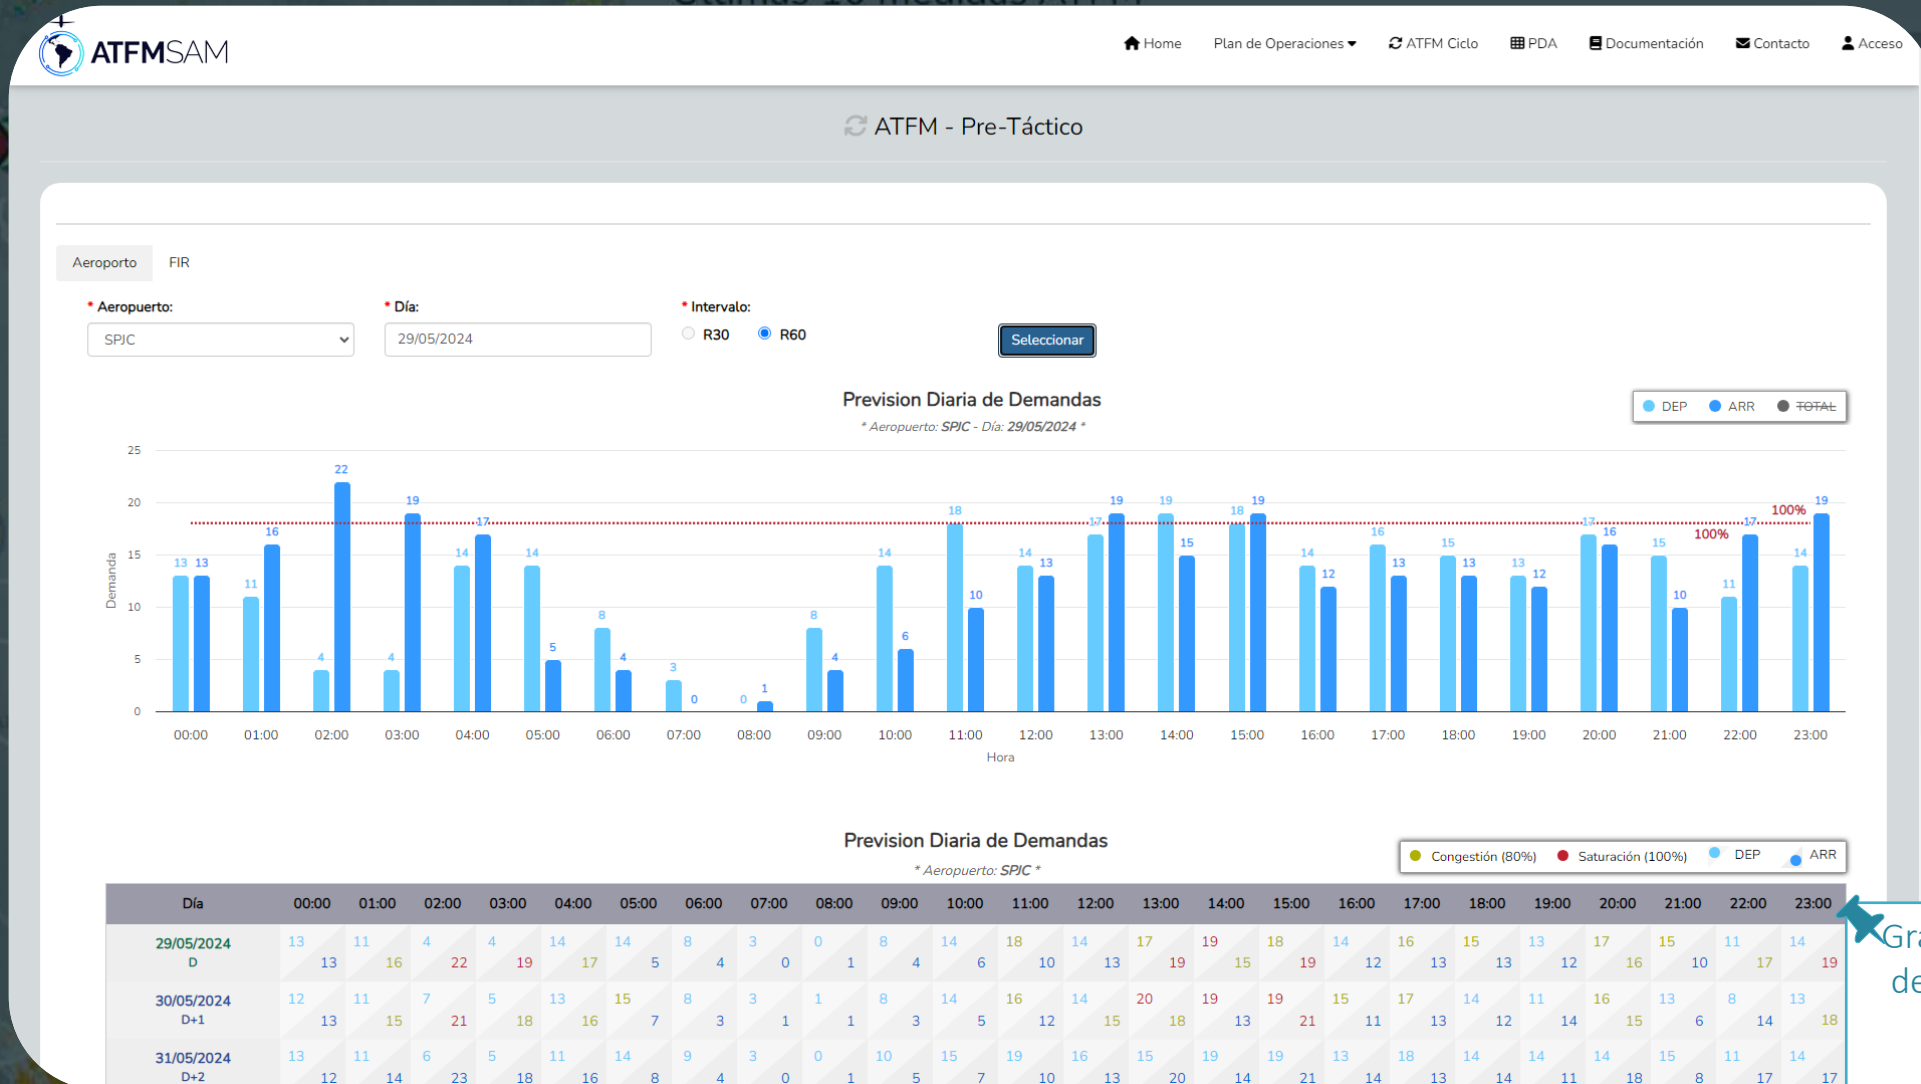 ATFMSAM
Home Plan de Operaciones ATFM Ciclo PDA Documentación Contacto Acceso
ATFM - Pre-Táctico
Aeroporto FIR
* Aeropuerto: * Día: * Intervalo:
SPJC 29/05/2024 R30 R60 Seleccionar
Prevision Diaria de Demandas
* Aeropuerto: SPJC - Día: 29/05/2024 *
DEP ARR TOTAL
25
20
15
10
5
0
Demanda
13 13 11 16 4 22 4 19 14 17 14 5 8 4 3 0 0 1 8 4 14 6 18 10 14 13 17 19 19 15 18 19 14 12 16 13 15 13 13 12 17 16 15 10 11 17 14 19
100% 100%
00:00 01:00 02:00 03:00 04:00 05:00 06:00 07:00 08:00 09:00 10:00 11:00 12:00 13:00 14:00 15:00 16:00 17:00 18:00 19:00 20:00 21:00 22:00 23:00
Hora
Prevision Diaria de Demandas
* Aeropuerto: SPJC *
Congestión (80%) Saturación (100%) DEP ARR
Día 00:00 01:00 02:00 03:00 04:00 05:00 06:00 07:00 08:00 09:00 10:00 11:00 12:00 13:00 14:00 15:00 16:00 17:00 18:00 19:00 20:00 21:00 22:00 23:00
29/05/2024 13 11 4 4 14 14 8 3 0 8 14 18 14 17 19 18 14 16 15 13 17 15 11 14
D 13 16 22 19 17 5 4 0 1 4 6 10 13 19 15 19 12 13 13 12 16 10 17 19
30/05/2024 12 11 7 5 13 15 8 3 1 8 14 16 14 20 19 19 15 17 14 11 16 13 8 13
D+1 13 15 21 18 16 7 3 1 1 3 5 12 15 18 13 21 11 13 12 14 15 6 14 18
31/05/2024 13 11 6 5 11 14 9 3 0 10 15 19 16 15 19 19 13 18 14 14 14 15 11 14
D+2 12 14 23 18 16 8 4 0 1 5 7 10 13 20 14 21 14 13 14 11 18 8 17 17